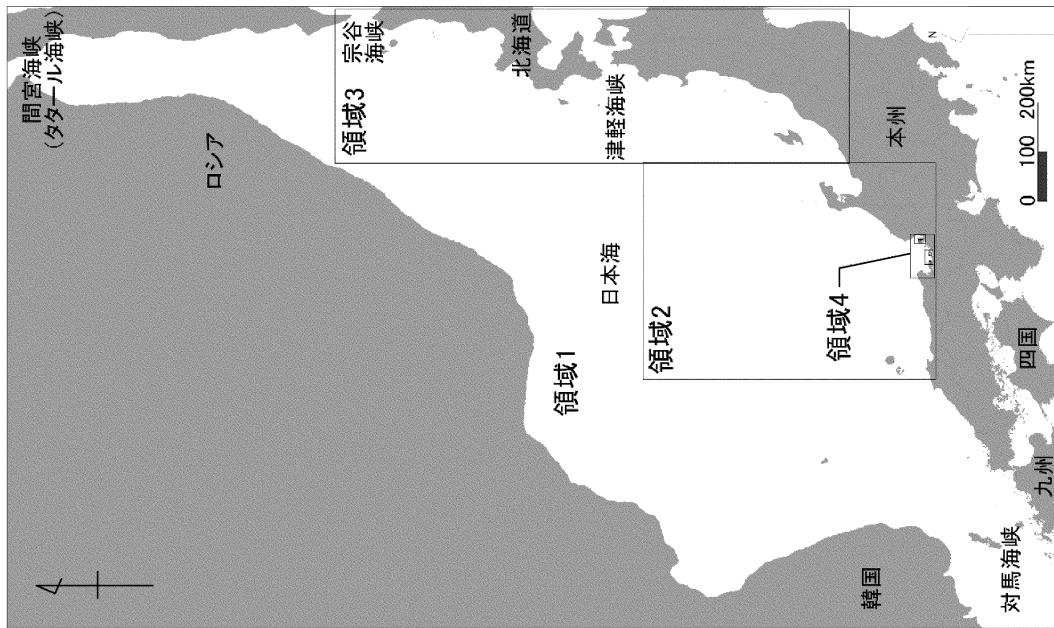 間宮海峡
（タタール海峡）
ロシア
宗谷
海峡
領域3
北海道
津軽海峡
領域1
日本海
領域2
領域4
本州
N
0 100 200km
四国
九州
韓国
対馬海峡